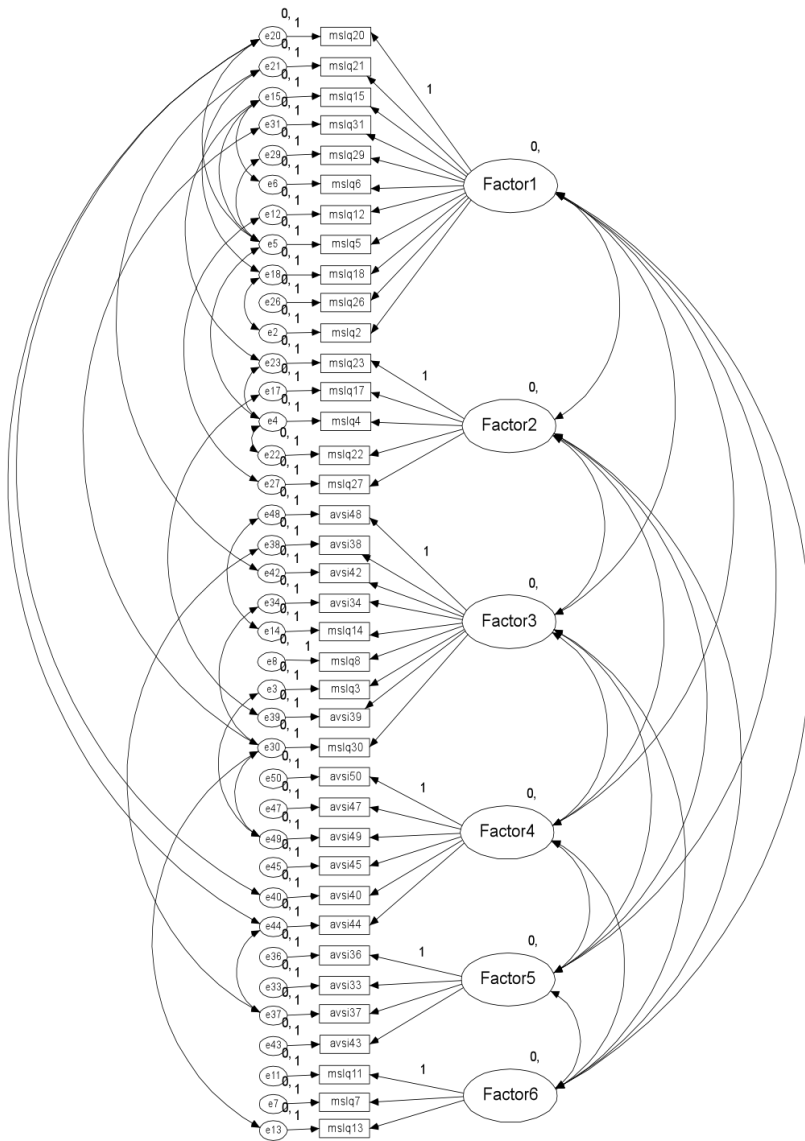 0, 1
e20 mslq20
0, 1
e21 mslq21
0, 1
e15 mslq15
1
0, 1
e31 mslq31
0, 1
e29 mslq29
0,
0, 1
e6 mslq6
Factor1
0, 1
e12 mslq12
0, 1
e5 mslq5
0, 1
e18 mslq18
0, 1
e26 mslq26
0, 1
e2 mslq2
0, 1
e23 mslq23
1
0,
0, 1
e17 mslq17
0, 1
e4 mslq4
Factor2
0, 1
e22 mslq22
0, 1
e27 mslq27
0, 1
e48 avsi48
0, 1
e38 avsi38
1
0, 1
e42 avsi42
0,
0, 1
e34 avsi34
0, 1
e14 mslq14
Factor3
0, 1
e8 mslq8
0, 1
e3 mslq3
0, 1
e39 avsi39
0, 1
e30 mslq30
0, 1
e50 avsi50
1
0,
0, 1
e47 avsi47
0, 1
e49 avsi49
Factor4
0, 1
e45 avsi45
0, 1
e40 avsi40
0, 1
e44 avsi44
0, 1
e36 avsi36
1
0,
0, 1
e33 avsi33
Factor5
0, 1
e37 avsi37
0, 1
e43 avsi43
0, 1
e11 mslq11
1
0,
0, 1
e7 mslq7
Factor6
0, 1
e13 mslq13